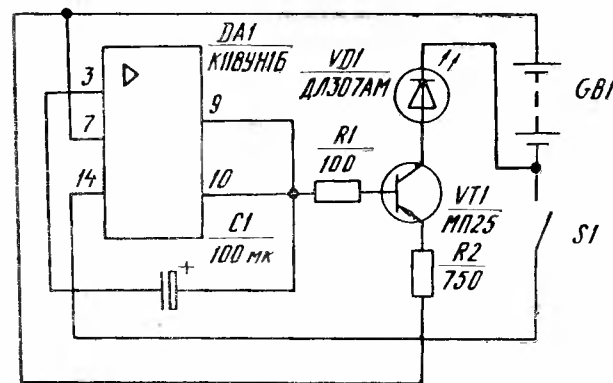 DA1
К118УН1Б
3
7
14
9
10
C1
100 мк
+
R1
100
VD1
АЛ307АМ
VT1
МП25
R2
750
GB1
S1